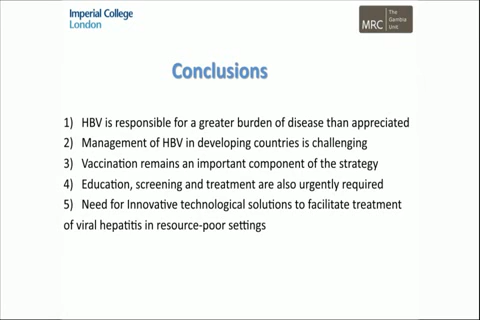 Imperial College
London
MRC
The
Gambia
Unit
Conclusions
1) HBV is responsible for a greater burden of disease than appreciated
2) Management of HBV in developing countries is challenging
3) Vaccination remains an important component of the strategy
4) Education, screening and treatment are also urgently required
5) Need for Innovative technological solutions to facilitate treatment
of viral hepatitis in resource-poor settings